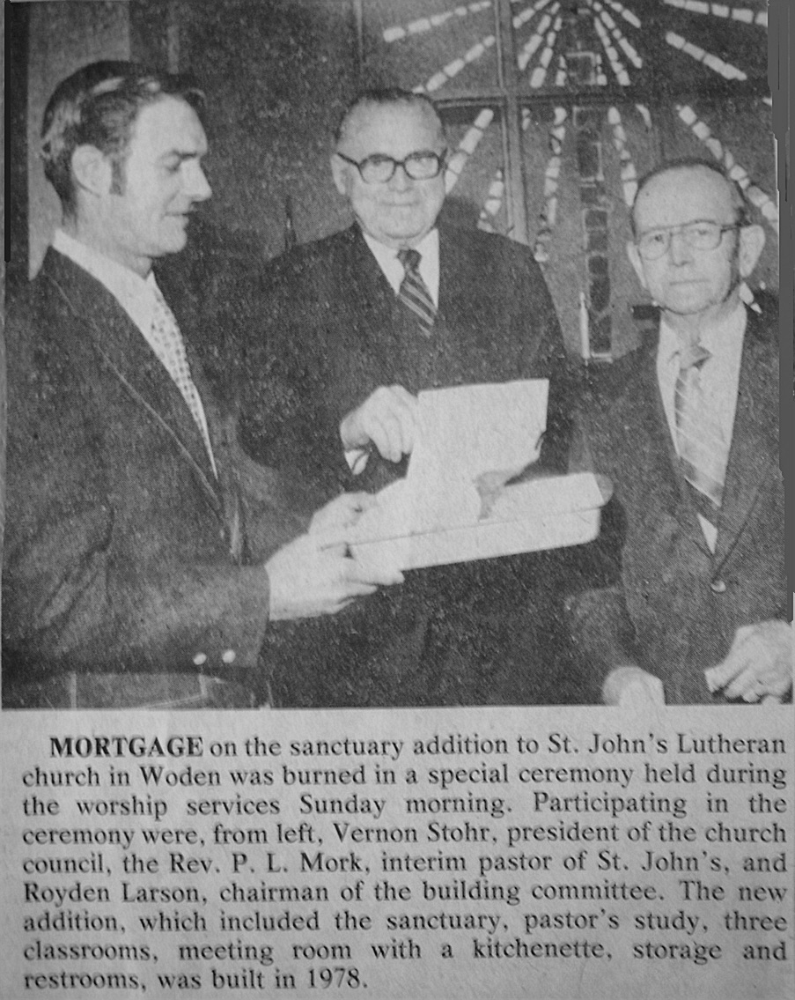 MORTGAGE on the sanctuary addition to St. John's Lutheran
church in Woden was burned in a special ceremony held during
the worship services Sunday morning. Participating in the
ceremony were, from left, Vernon Stohr, president of the church
council, the Rev. P. L. Mork, interim pastor of St. John's, and
Royden Larson, chairman of the building committee. The new
addition, which included the sanctuary, pastor's study, three
classrooms, meeting room with a kitchenette, storage and
restrooms, was built in 1978.